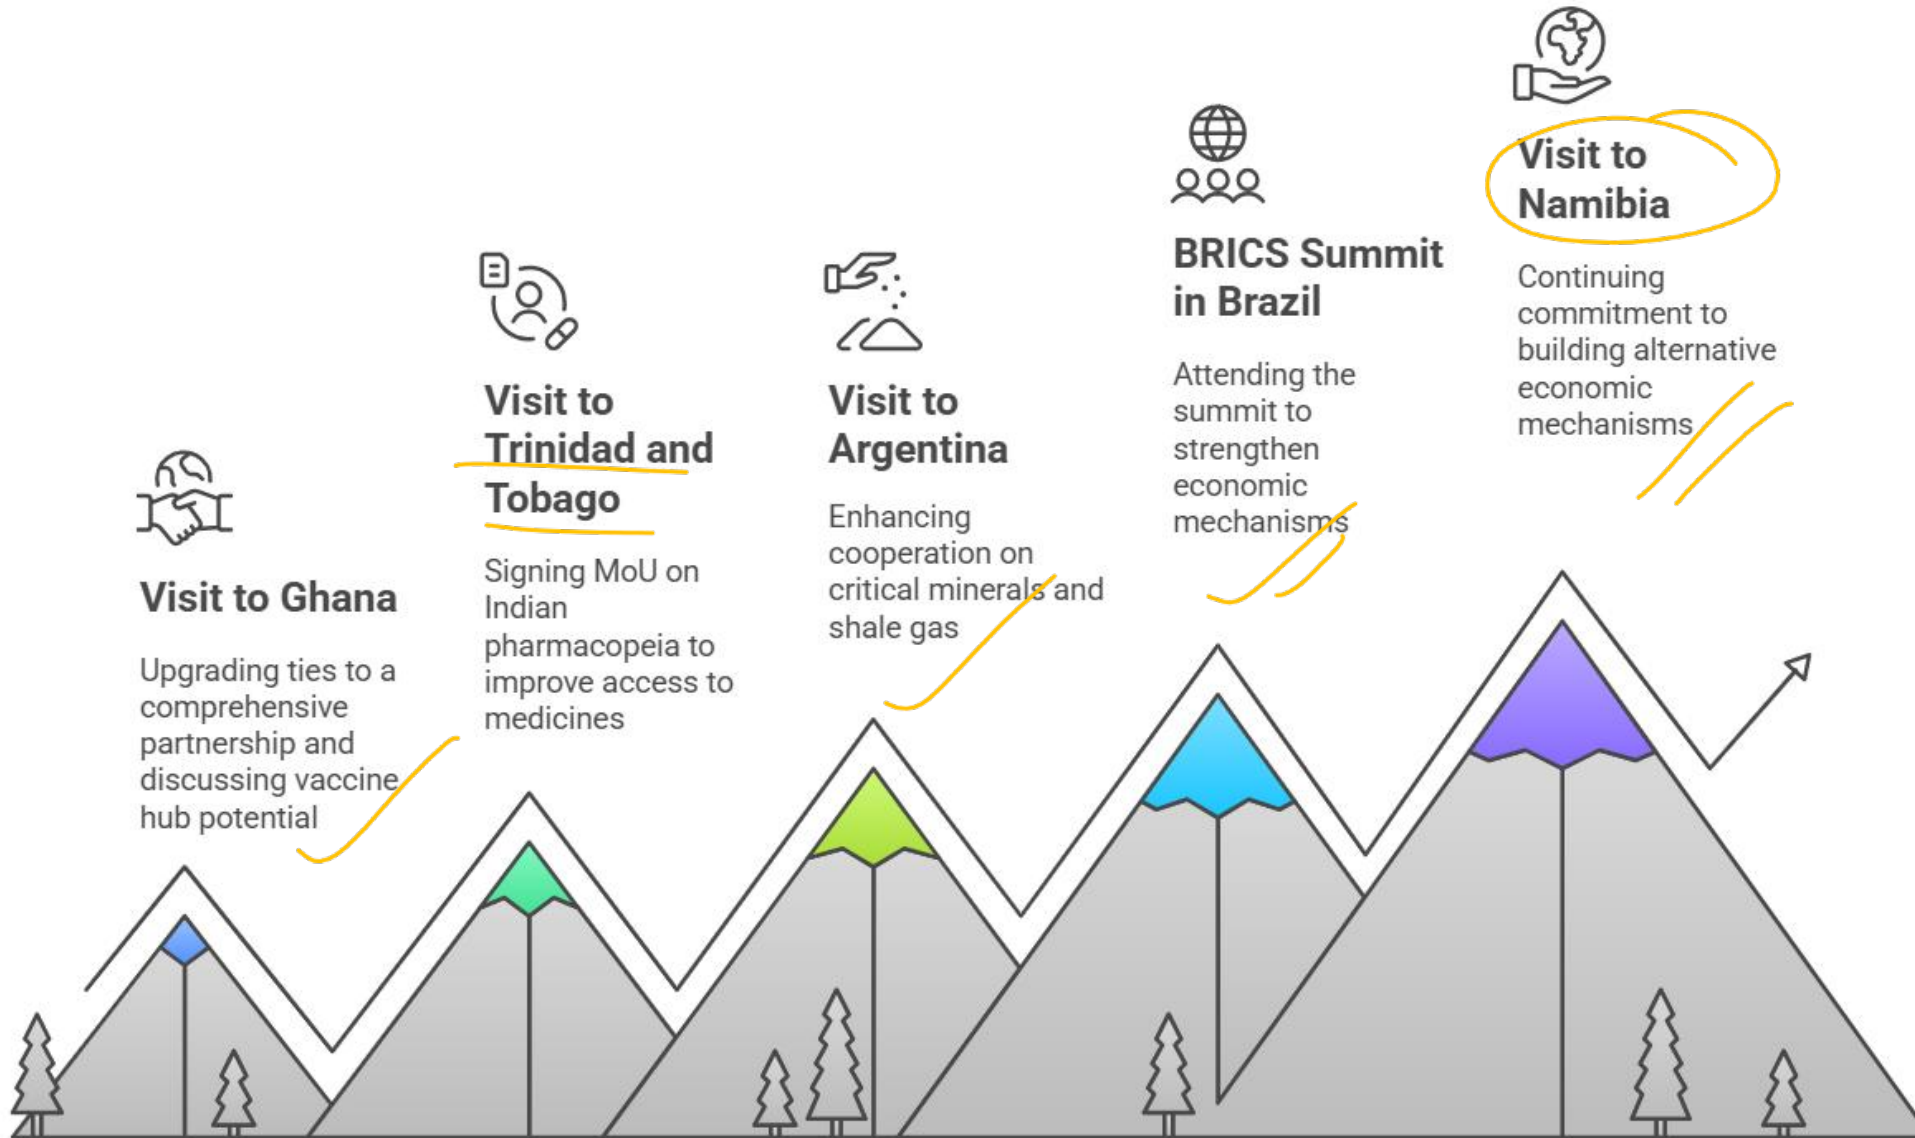 Visit to Ghana
Upgrading ties to a
comprehensive
partnership and
discussing vaccine
hub potential
Visit to
Trinidad and
Tobago
Signing MoU on
Indian
pharmacopeia to
improve access to
medicines
Visit to
Argentina
Enhancing
cooperation on
critical minerals and
shale gas
BRICS Summit
in Brazil
Attending the
summit to
strengthen
economic
mechanisms
Visit to
Namibia
Continuing
commitment to
building alternative
economic
mechanisms